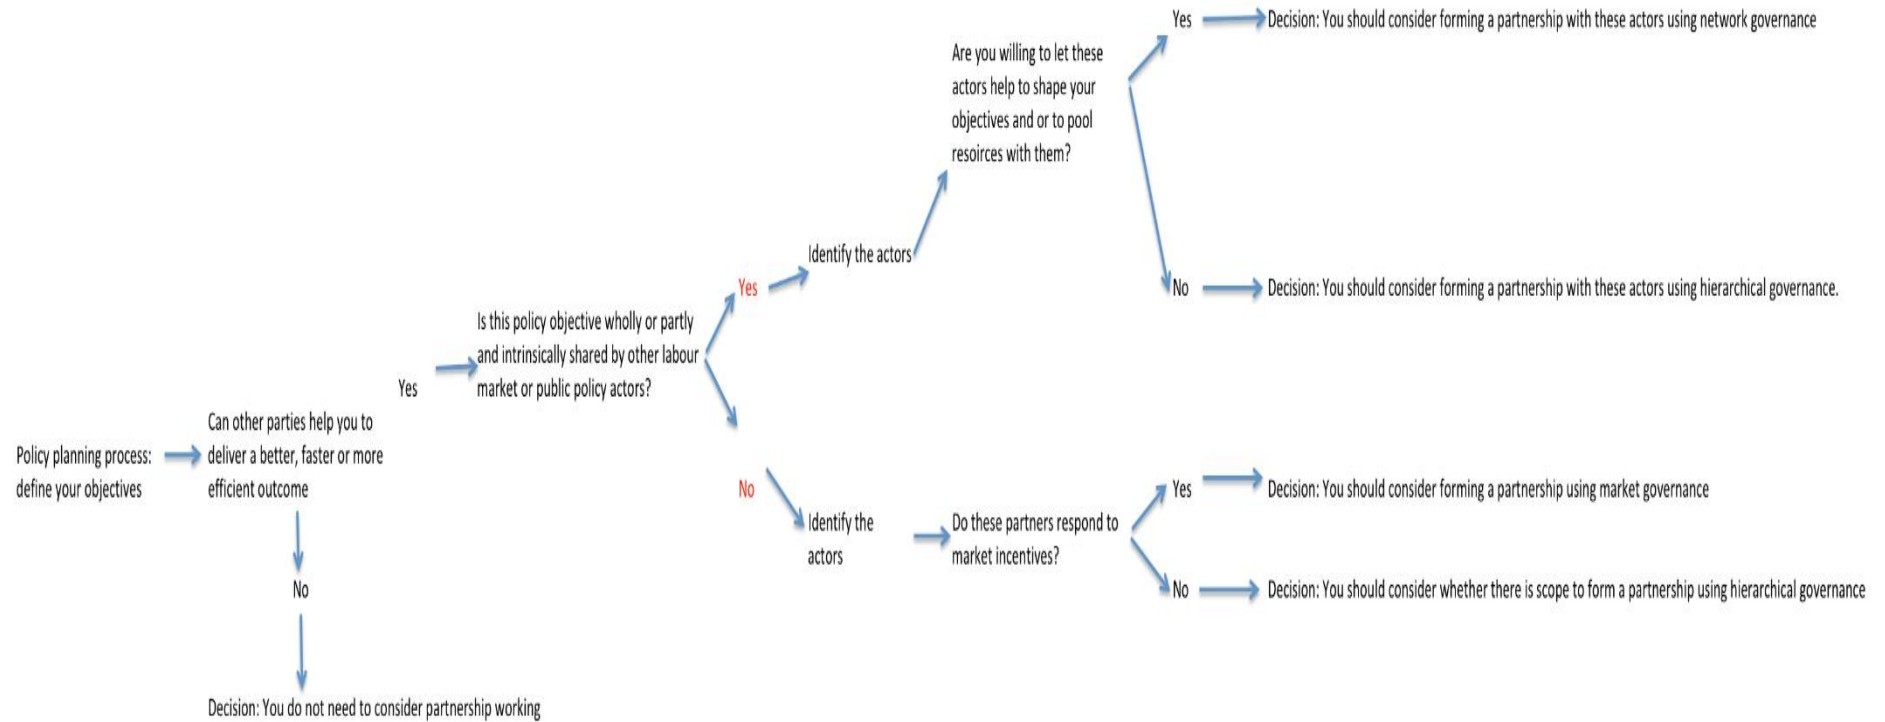 Policy planning process:
define your objectives
Can other parties help you to
deliver a better, faster or more
efficient outcome
No
Decision: You do not need to consider partnership working
Yes
Is this policy objective wholly or partly
and intrinsically shared by other labour
market or public policy actors?
Yes
Identify the actors
Are you willing to let these
actors help to shape your
objectives and or to pool
resoirces with them?
Yes
Decision: You should consider forming a partnership with these actors using network governance
No
Decision: You should consider forming a partnership with these actors using hierarchical governance.
No
Identify the
actors
Do these partners respond to
market incentives?
Yes
Decision: You should consider forming a partnership using market governance
No
Decision: You should consider whether there is scope to form a partnership using hierarchical governance